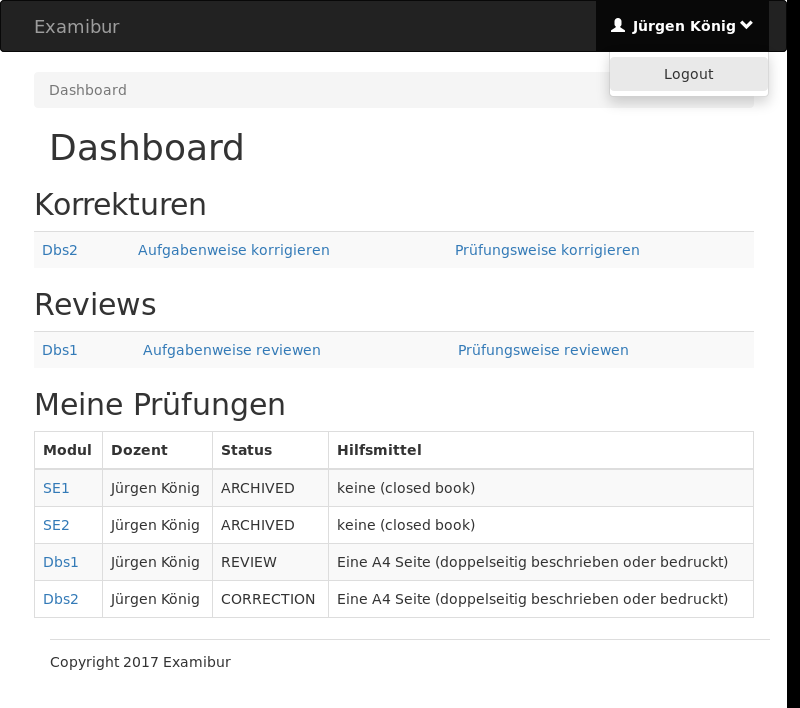 Examibur
Jürgen König
Logout
Dashboard
Dashboard
Korrekturen
Dbs2 Aufgabenweise korrigieren Prüfungsweise korrigieren
Reviews
Dbs1 Aufgabenweise reviewen Prüfungsweise reviewen
Meine Prüfungen
Modul Dozent Status Hilfsmittel
SE1 Jürgen König ARCHIVED keine (closed book)
SE2 Jürgen König ARCHIVED keine (closed book)
Dbs1 Jürgen König REVIEW Eine A4 Seite (doppelseitig beschrieben oder bedruckt)
Dbs2 Jürgen König CORRECTION Eine A4 Seite (doppelseitig beschrieben oder bedruckt)
Copyright 2017 Examibur